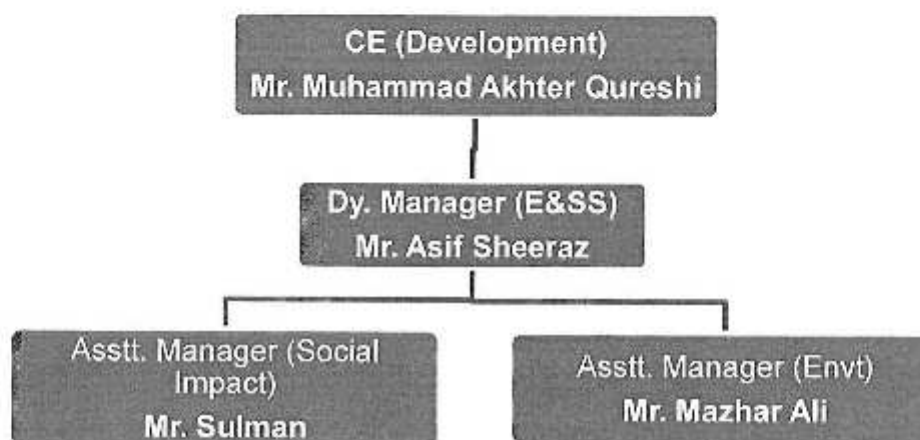 CE (Development)
Mr. Muhammad Akhter Qureshi
Dy. Manager (E&SS)
Mr. Asif Sheeraz
Asstt. Manager (Social
Impact)
Mr. Sulman
Asstt. Manager (Envt)
Mr. Mazhar Ali